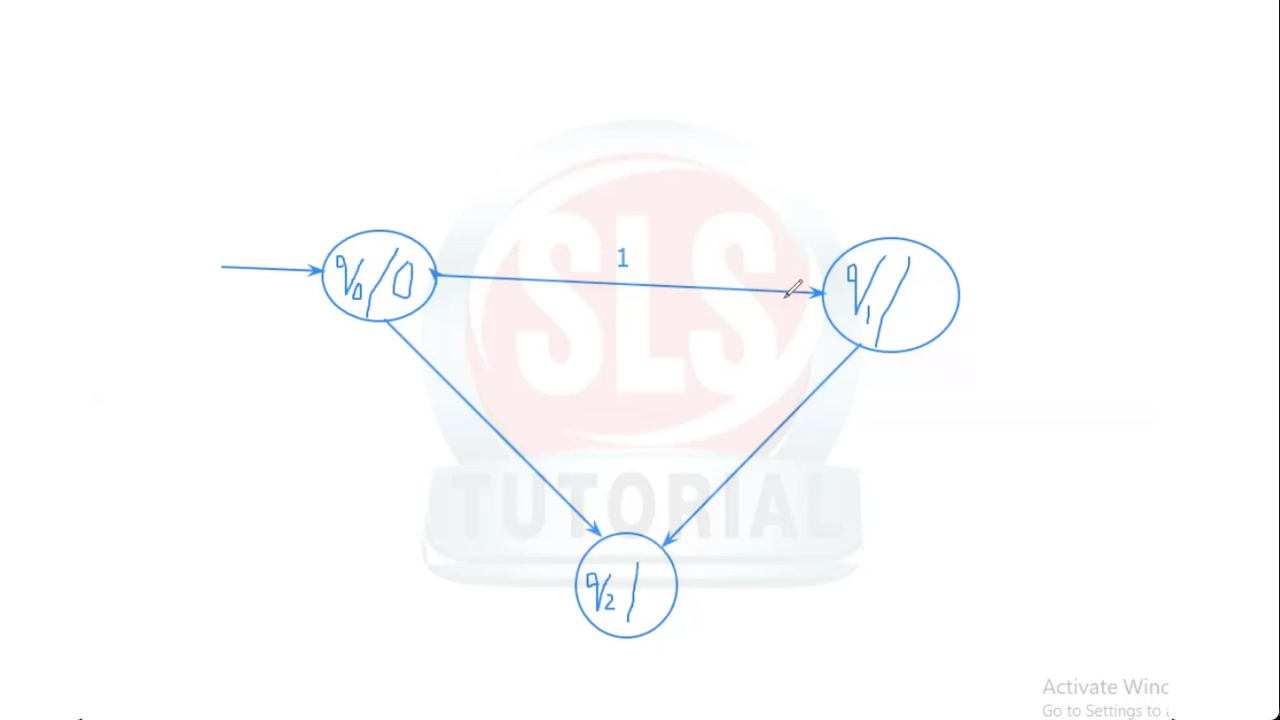 1
q0/0
q1/
SLS
TUTORIAL
q2/
Activate Winc
Go to Settings to a